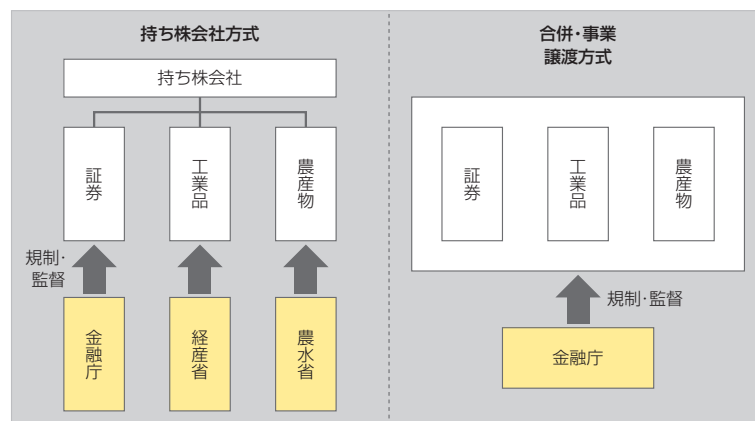 持ち株会社方式
持ち株会社
証券
工業品
農産物
規制・
監督
金融庁
経産省
農水省
合併・事業
譲渡方式
証券
工業品
農産物
規制・監督
金融庁